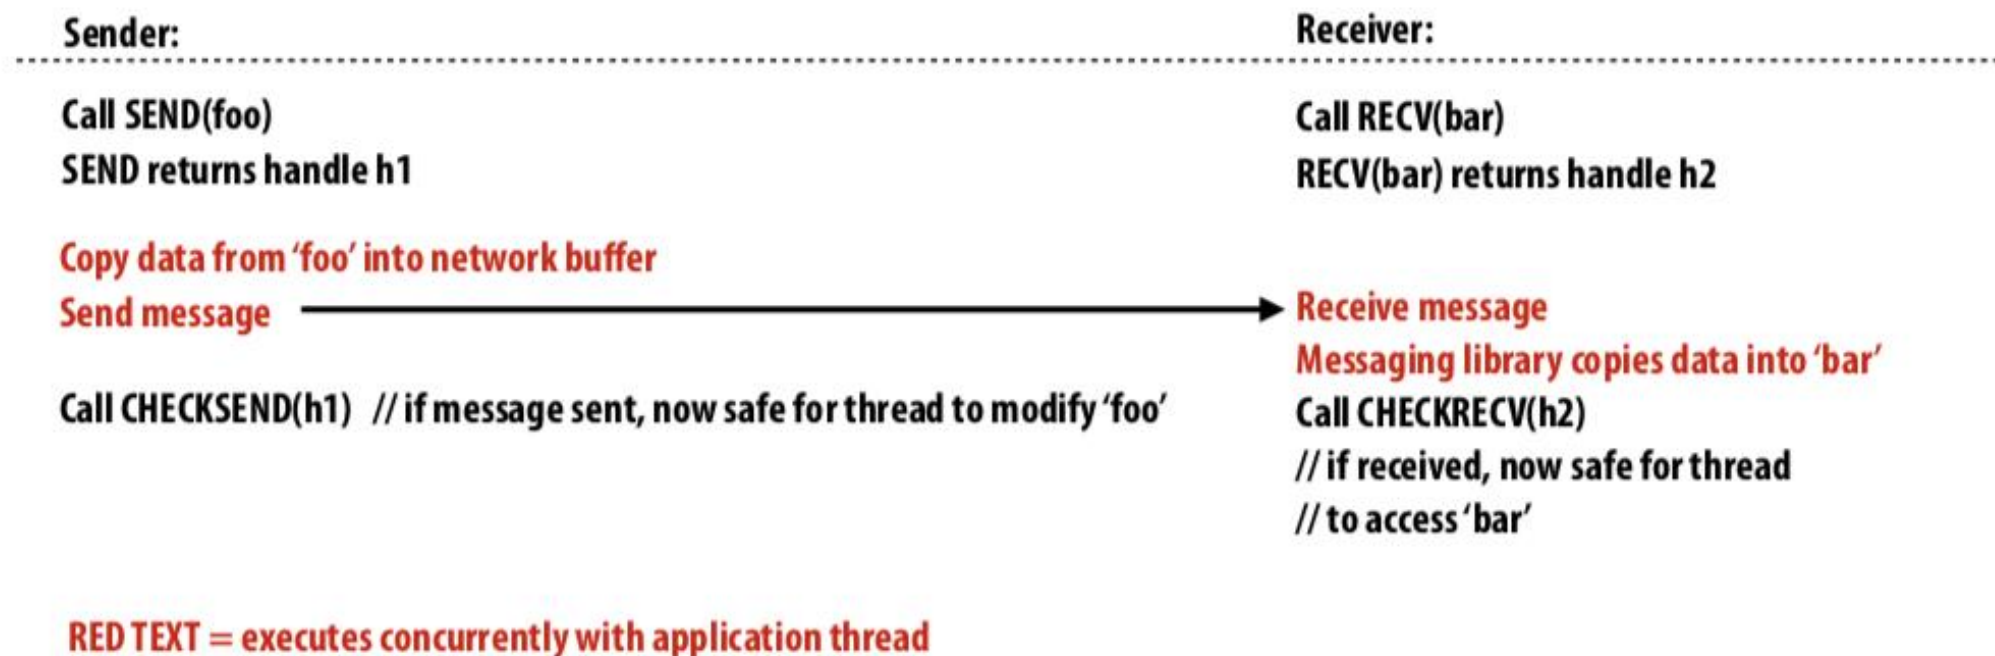 Sender:
Receiver:
Call SEND(foo)
SEND returns handle h1
Copy data from ‘foo’ into network buffer
Send message
Call CHECKSEND(h1) // if message sent, now safe for thread to modify ‘foo’
Call RECV(bar)
RECV(bar) returns handle h2
Receive message
Messaging library copies data into ‘bar’
Call CHECKRECV(h2)
// if received, now safe for thread
// to access ‘bar’
RED TEXT = executes concurrently with application thread